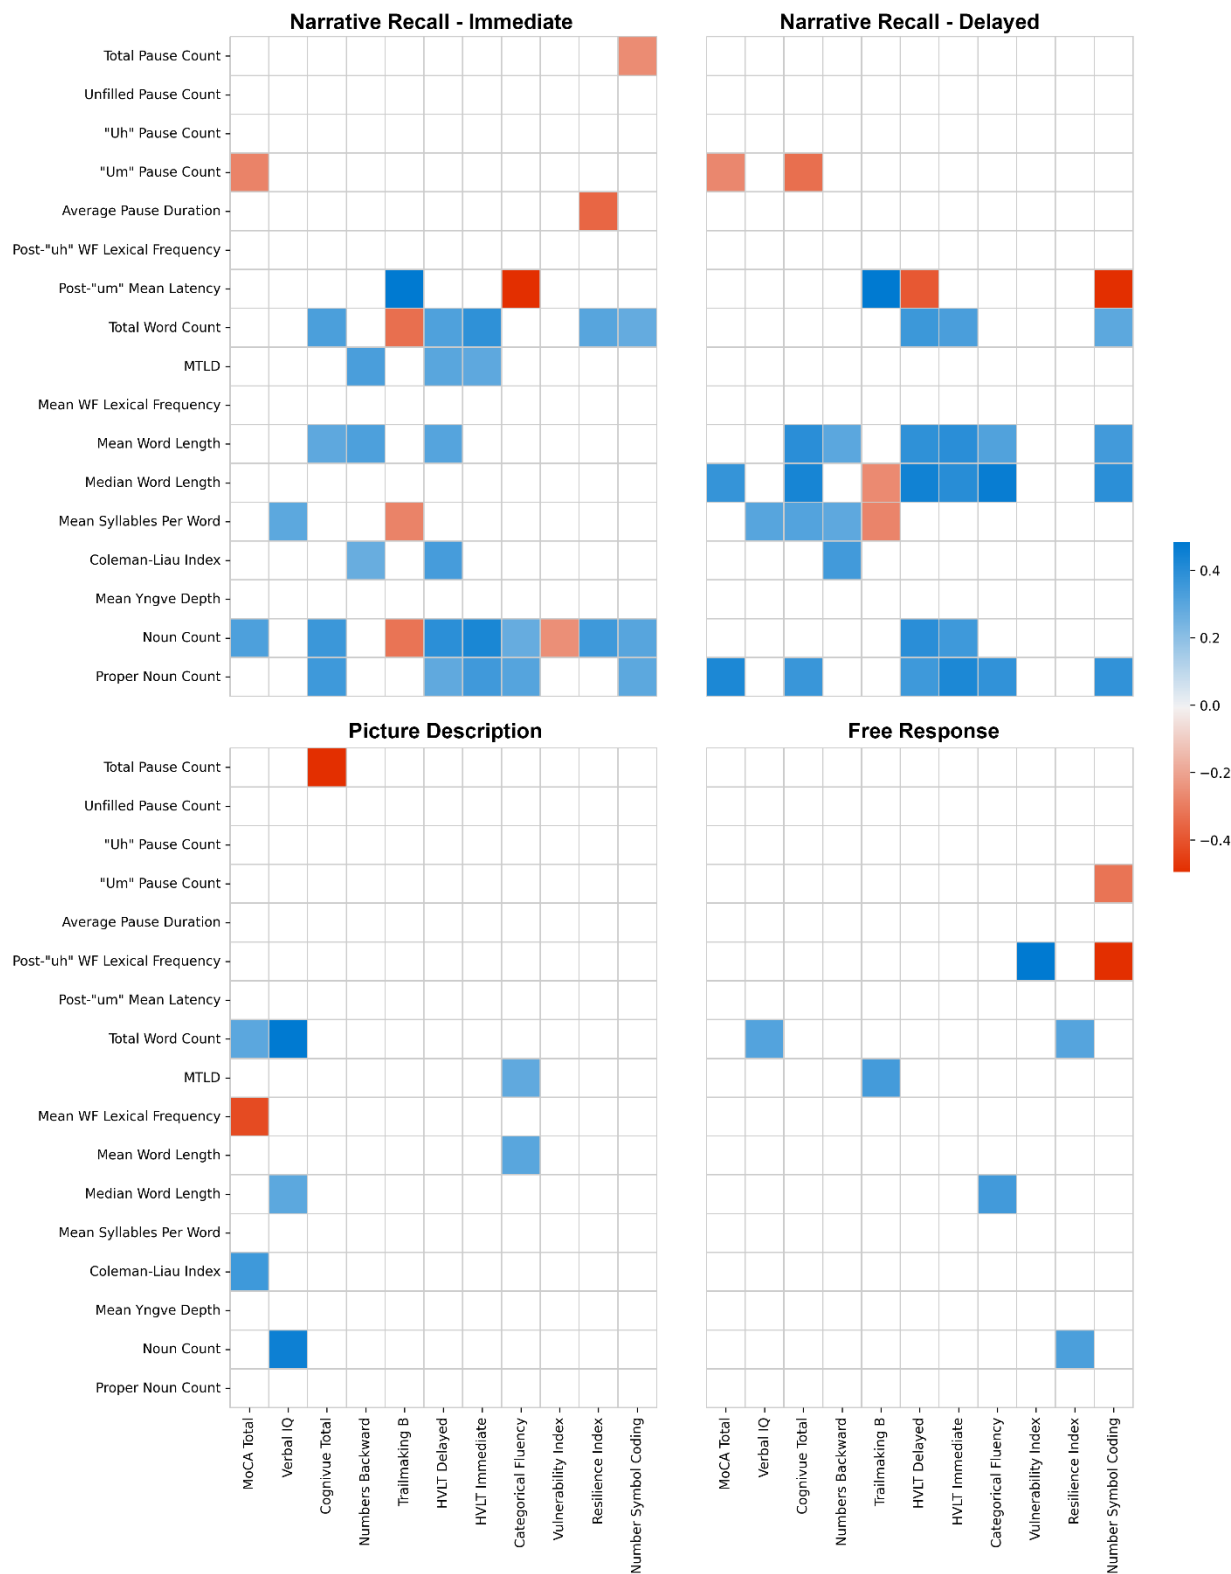 Narrative Recall - Immediate
Narrative Recall - Delayed
Total Pause Count
Unfilled Pause Count
"Uh" Pause Count
"Um" Pause Count
Average Pause Duration
Post-"uh" WF Lexical Frequency
Post-"um" Mean Latency
Total Word Count
MTLD
Mean WF Lexical Frequency
Mean Word Length
Median Word Length
Mean Syllables Per Word
Coleman-Liau Index
Mean Yngve Depth
Noun Count
Proper Noun Count
0.4
0.2
0.0
−0.2
−0.4
Picture Description
Free Response
Total Pause Count
Unfilled Pause Count
"Uh" Pause Count
"Um" Pause Count
Average Pause Duration
Post-"uh" WF Lexical Frequency
Post-"um" Mean Latency
Total Word Count
MTLD
Mean WF Lexical Frequency
Mean Word Length
Median Word Length
Mean Syllables Per Word
Coleman-Liau Index
Mean Yngve Depth
Noun Count
Proper Noun Count
MoCA Total
Verbal IQ
Cognivue Total
Numbers Backward
Trailmaking B
HVLT Delayed
HVLT Immediate
Categorical Fluency
Vulnerability Index
Resilience Index
Number Symbol Coding
MoCA Total
Verbal IQ
Cognivue Total
Numbers Backward
Trailmaking B
HVLT Delayed
HVLT Immediate
Categorical Fluency
Vulnerability Index
Resilience Index
Number Symbol Coding